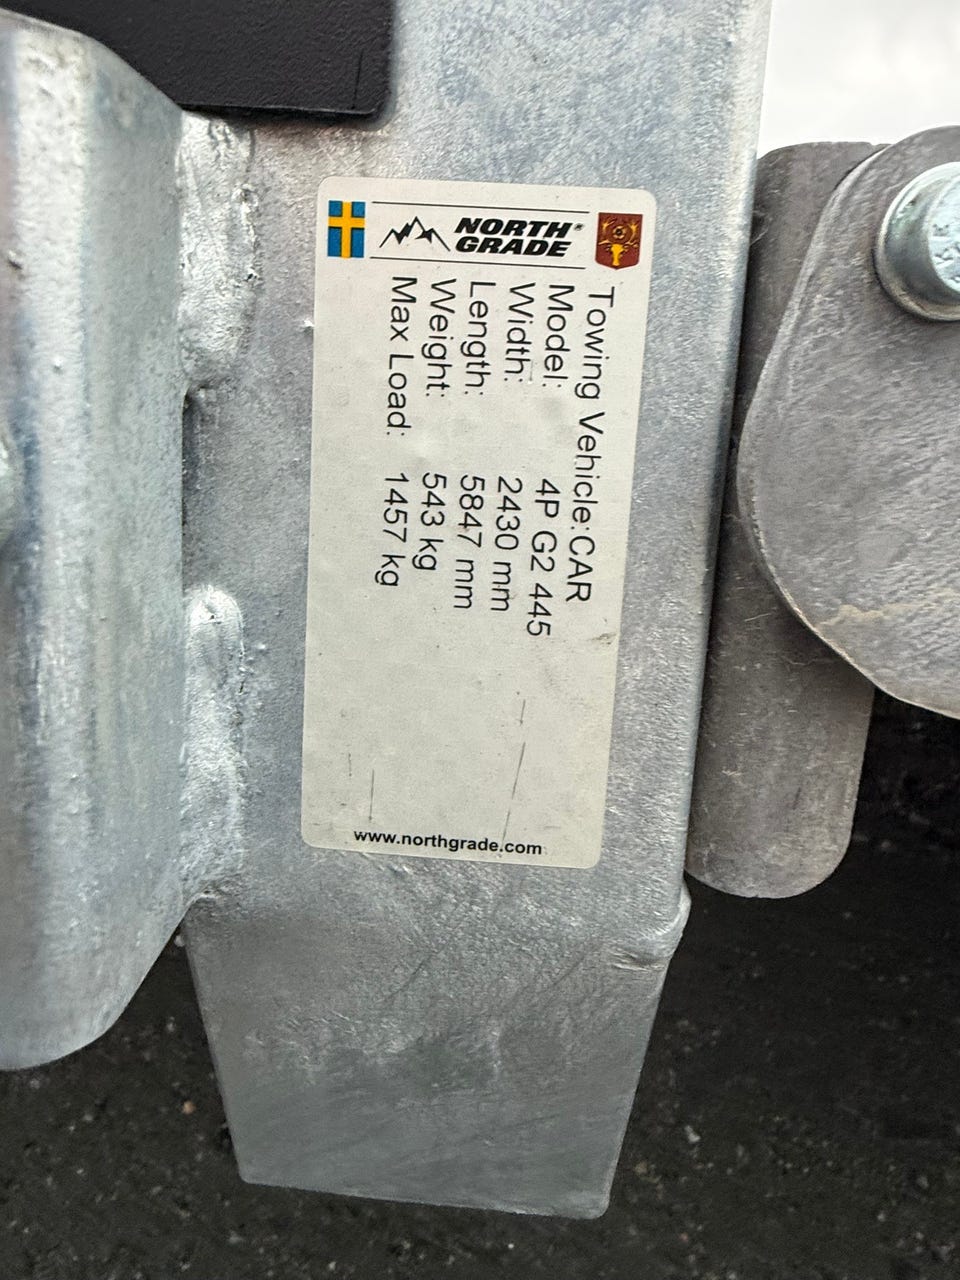 NORTH®
GRADE
Towing Vehicle:CAR
Model: 4P G2 445
Width: 2430 mm
Length: 5847 mm
Weight: 543 kg
Max Load: 1457 kg
www.northgrade.com